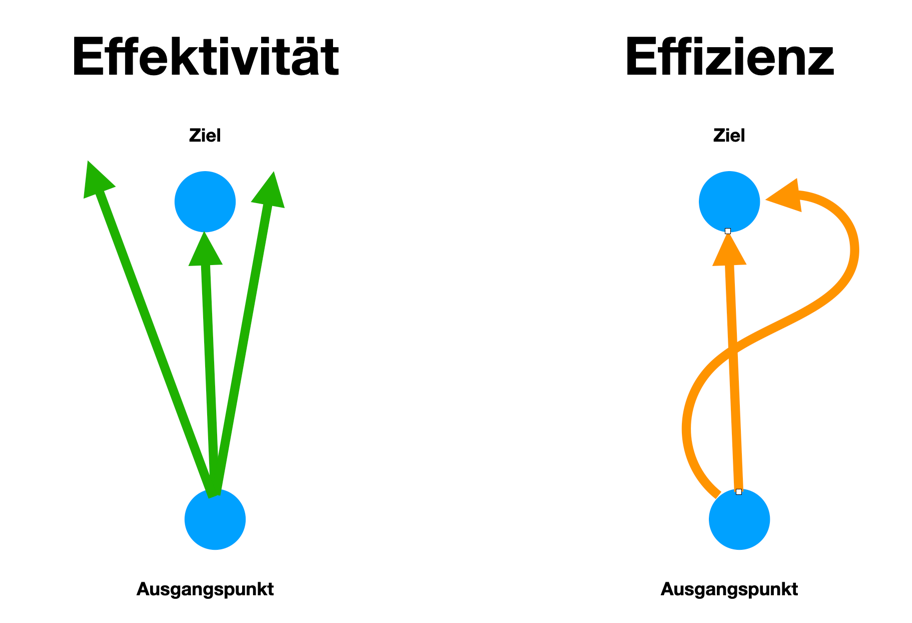 Effektivität
Effizienz
Ziel
Ziel
Ausgangspunkt
Ausgangspunkt